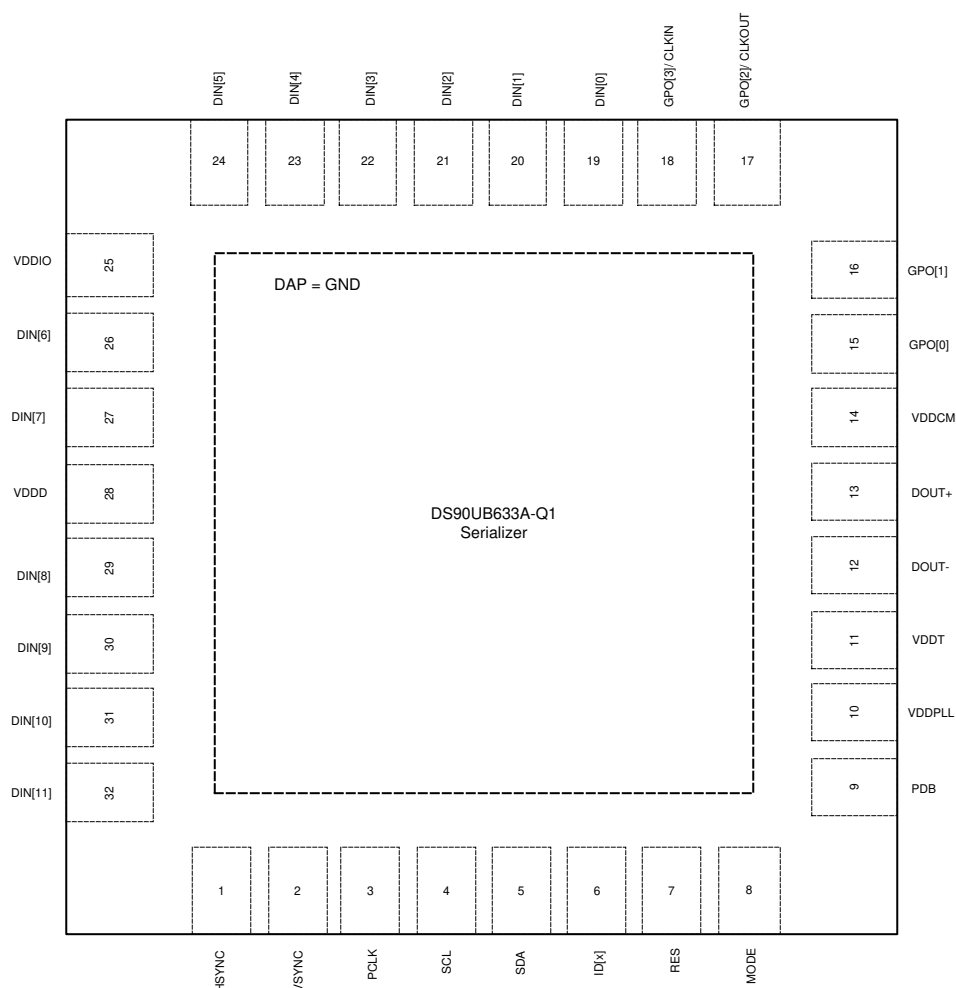 DIN[5]
DIN[4]
DIN[3]
DIN[2]
DIN[1]
DIN[0]
GPO[3]/ CLKIN
GPO[2]/ CLKOUT
24
23
22
21
20
19
18
17
VDDIO
25
DIN[6]
26
DIN[7]
27
VDDD
28
DIN[8]
29
DIN[9]
30
DIN[10]
31
DIN[11]
32
DAP = GND
DS90UB633A-Q1
Serializer
16
GPO[1]
15
GPO[0]
14
VDDCM
13
DOUT+
12
DOUT-
11
VDDT
10
VDDPLL
9
PDB
1
2
3
4
5
6
7
8
PCLK
SCL
SDA
ID[x]
RES
MODE